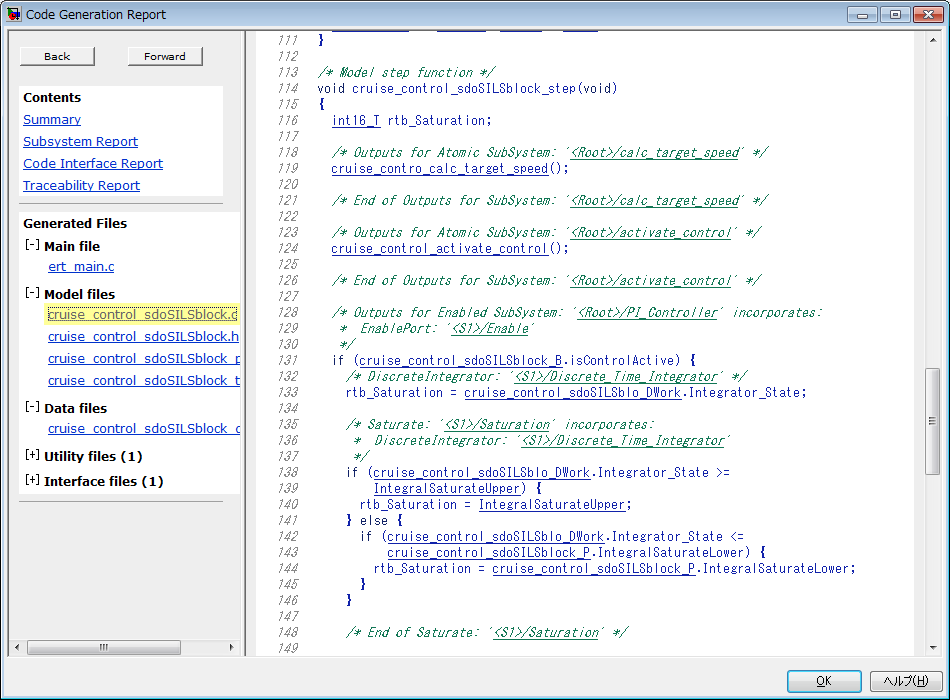 Code Generation Report
Back
Forward
Contents
Summary
Subsystem Report
Code Interface Report
Traceability Report
Generated Files
[-] Main file
ert_main.c
[-] Model files
cruise_control_sdoSILSblock.c
cruise_control_sdoSILSblock.h
cruise_control_sdoSILSblock_p
cruise_control_sdoSILSblock_t
[-] Data files
cruise_control_sdoSILSblock_c
[+] Utility files (1)
[+] Interface files (1)
111 }
112
113 /* Model step function */
114 void cruise_control_sdoSILSblock_step(void)
115 {
116 int16_T rtb_Saturation;
117
118 /* Outputs for Atomic SubSystem: '<Root>/calc_target_speed' */
119 cruise_contro_calc_target_speed();
120
121 /* End of Outputs for SubSystem: '<Root>/calc_target_speed' */
122
123 /* Outputs for Atomic SubSystem: '<Root>/activate_control' */
124 cruise_control_activate_control();
125
126 /* End of Outputs for SubSystem: '<Root>/activate_control' */
127
128 /* Outputs for Enabled SubSystem: '<Root>/PI_Controller' incorporates:
129 * EnablePort: '<S1>/Enable'
130 */
131 if (cruise_control_sdoSILSblock_B.isControlActive) {
132 /* DiscreteIntegrator: '<S1>/Discrete_Time_Integrator' */
133 rtb_Saturation = cruise_control_sdoSILSblo_DWork.Integrator_State;
134
135 /* Saturate: '<S1>/Saturation' incorporates:
136 * DiscreteIntegrator: '<S1>/Discrete_Time_Integrator'
137 */
138 if (cruise_control_sdoSILSblo_DWork.Integrator_State >=
139 IntegralSaturateUpper) {
140 rtb_Saturation = IntegralSaturateUpper;
141 } else {
142 if (cruise_control_sdoSILSblo_DWork.Integrator_State <=
143 cruise_control_sdoSILSblock_P.IntegralSaturateLower) {
144 rtb_Saturation = cruise_control_sdoSILSblock_P.IntegralSaturateLower;
145 }
146 }
147
148 /* End of Saturate: '<S1>/Saturation' */
149
OK
ヘルプ(H)